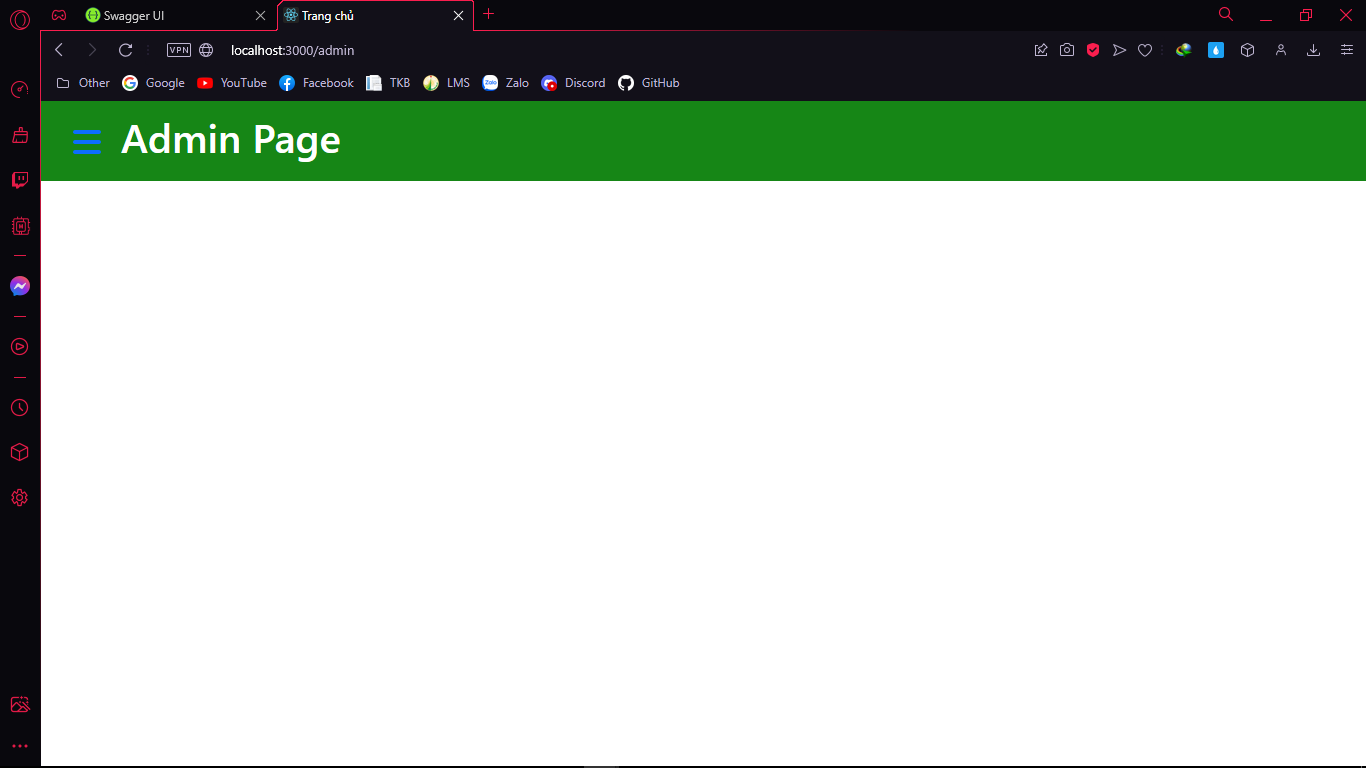 Swagger UI
Trang chủ
VPN
localhost:3000/admin
Other Google YouTube Facebook TKB LMS Zalo Discord GitHub
Admin Page